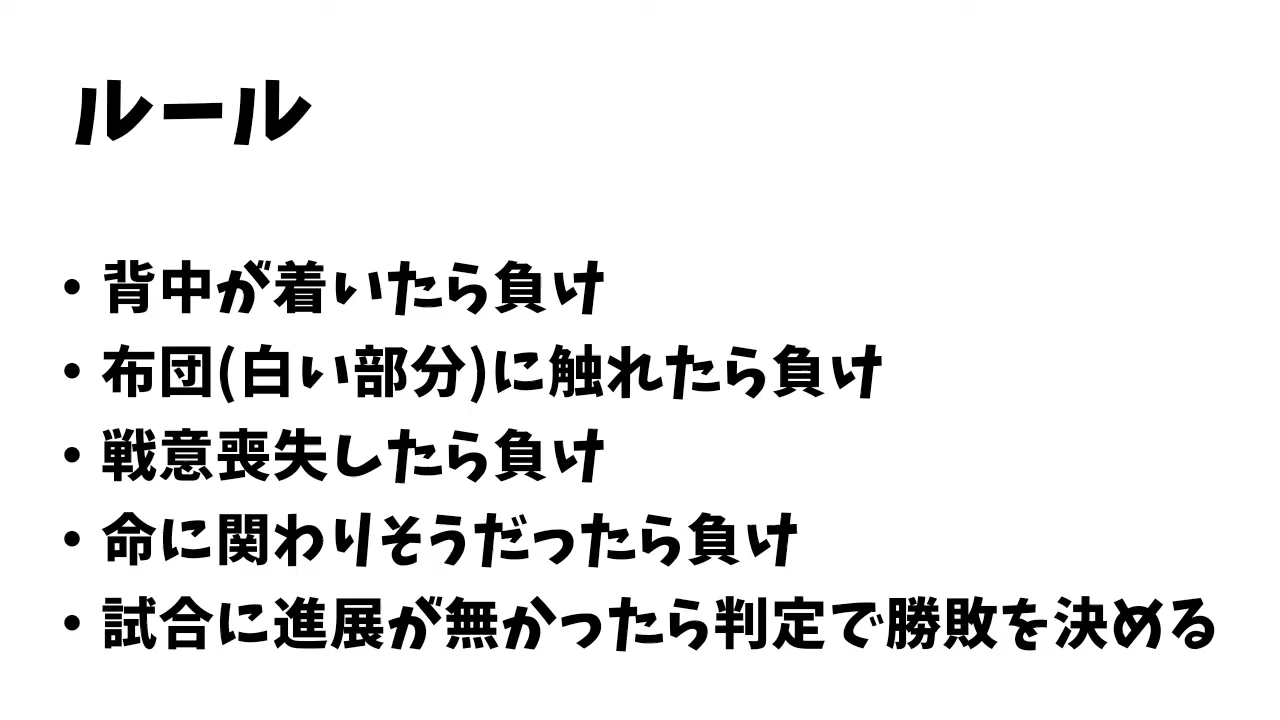 ルール
・背中が着いたら負け
・布団(白い部分)に触れたら負け
・戦意喪失したら負け
・命に関わりそうだったら負け
・試合に進展が無かったら判定で勝敗を決める